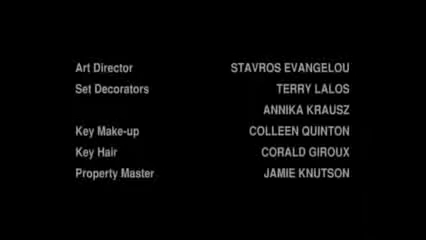 Art Director STAVROS EVANGELOU
Set Decorators TERRY LALOS
ANNIKA KRAUSZ
Key Make-up COLLEEN QUINTON
Key Hair CORALD GIROUX
Property Master JAMIE KNUTSON